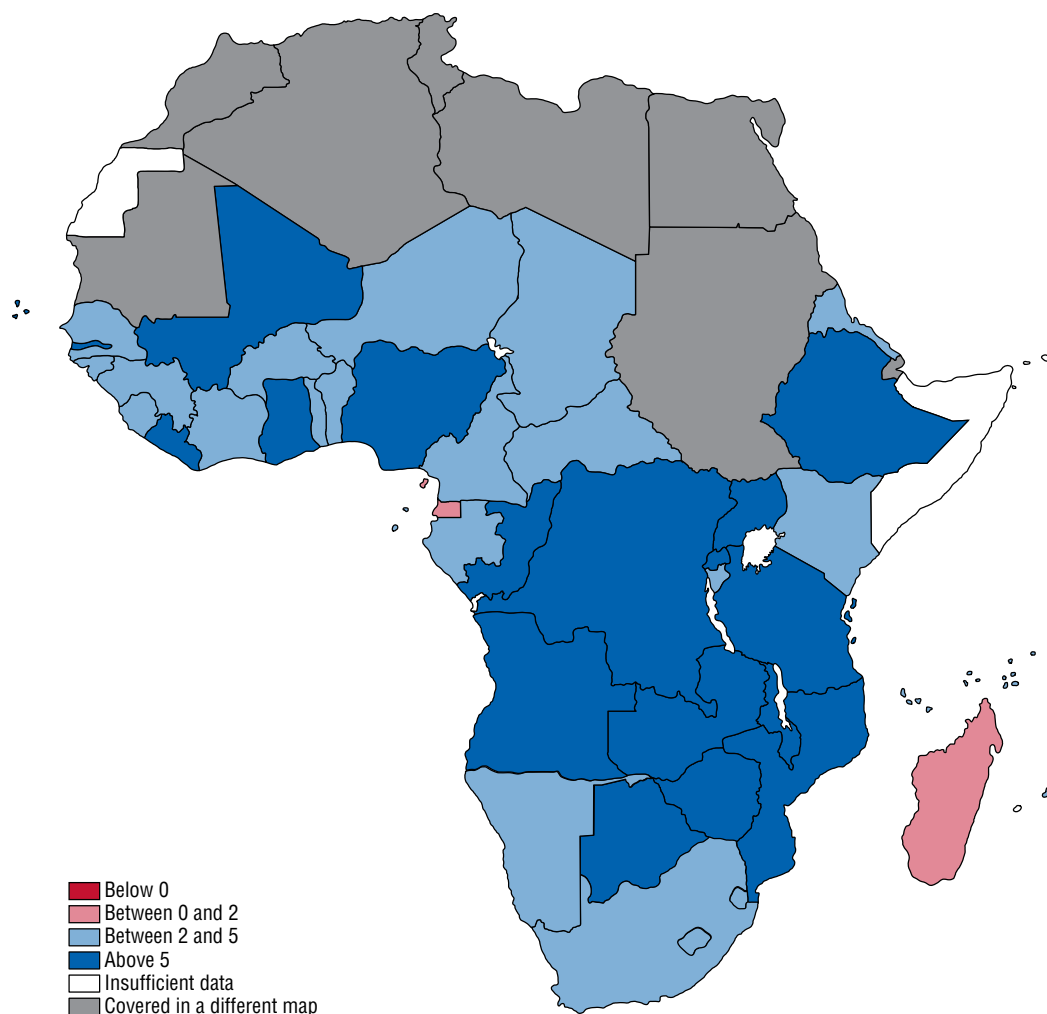 Below 0
Between 0 and 2
Between 2 and 5
Above 5
Insufficient data
Covered in a different map